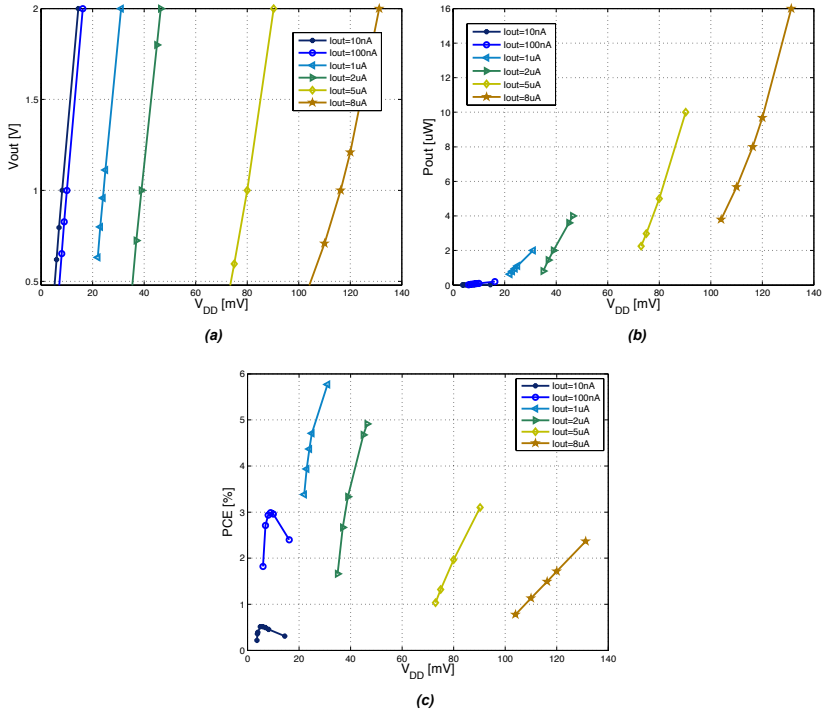 2
1.5
1
0.5
0 20 40 60 80 100 120 140
Vout [V]
V_DD [mV]
Iout=10nA
Iout=100nA
Iout=1uA
Iout=2uA
Iout=5uA
Iout=8uA
(a)
16
14
12
10
8
6
4
2
0
0 20 40 60 80 100 120 140
Pout [uW]
V_DD [mV]
Iout=10nA
Iout=100nA
Iout=1uA
Iout=2uA
Iout=5uA
Iout=8uA
(b)
6
5
4
3
2
1
0
0 20 40 60 80 100 120 140
PCE [%]
V_DD [mV]
Iout=10nA
Iout=100nA
Iout=1uA
Iout=2uA
Iout=5uA
Iout=8uA
(c)